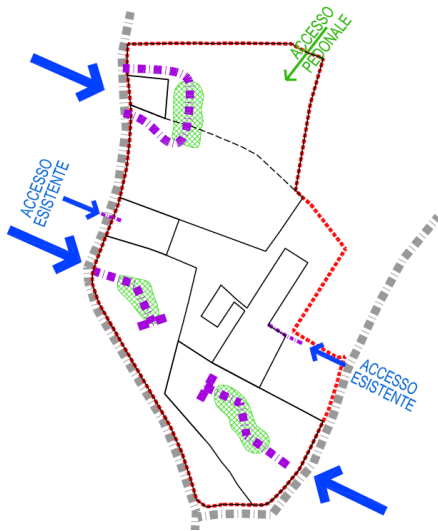 ACCESSO
PEDONALE
ACCESSO
ESISTENTE
ACCESSO
ESISTENTE